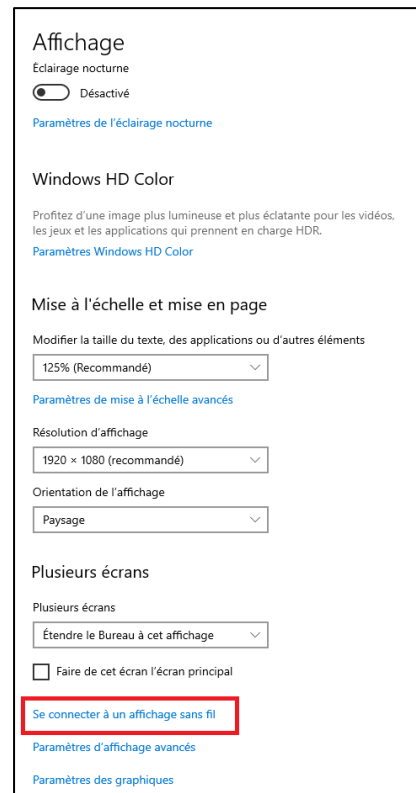 Affichage
Éclairage nocturne
Désactivé
Paramètres de l'éclairage nocturne
Windows HD Color
Profitez d'une image plus lumineuse et plus éclatante pour les vidéos,
les jeux et les applications qui prennent en charge HDR.
Paramètres Windows HD Color
Mise à l'échelle et mise en page
Modifier la taille du texte, des applications ou d'autres éléments
125% (Recommandé)
Paramètres de mise à l'échelle avancés
Résolution d'affichage
1920 × 1080 (recommandé)
Orientation de l'affichage
Paysage
Plusieurs écrans
Plusieurs écrans
Étendre le Bureau à cet affichage
Faire de cet écran l'écran principal
Se connecter à un affichage sans fil
Paramètres d'affichage avancés
Paramètres des graphiques